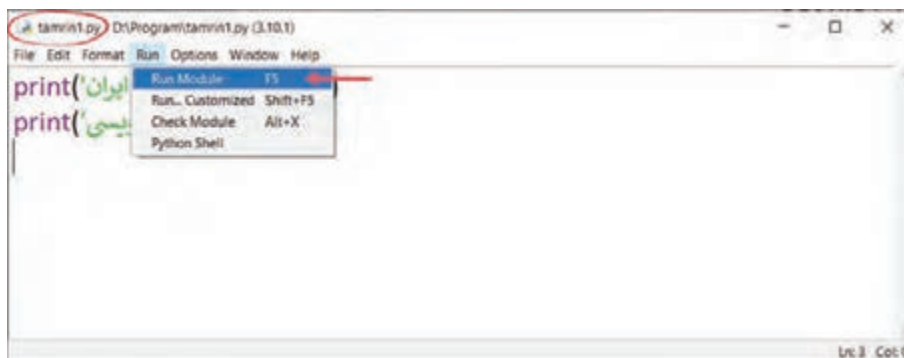 tamrin1.py D:\Program\tamrin1.py (3.10.1)
File Edit Format Run Options Window Help
Run Module F5
Run... Customized Shift+F5
Check Module Alt+X
Python Shell
print('ایران
print('
Ln: 3 Col: